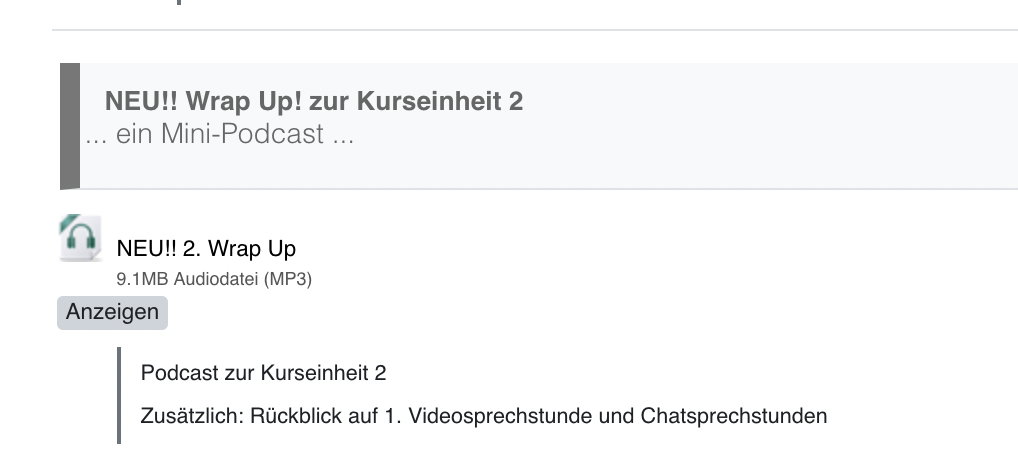 NEU!! Wrap Up! zur Kurseinheit 2
... ein Mini-Podcast ...
NEU!! 2. Wrap Up
9.1MB Audiodatei (MP3)
Anzeigen
Podcast zur Kurseinheit 2
Zusätzlich: Rückblick auf 1. Videosprechstunde und Chatsprechstunden